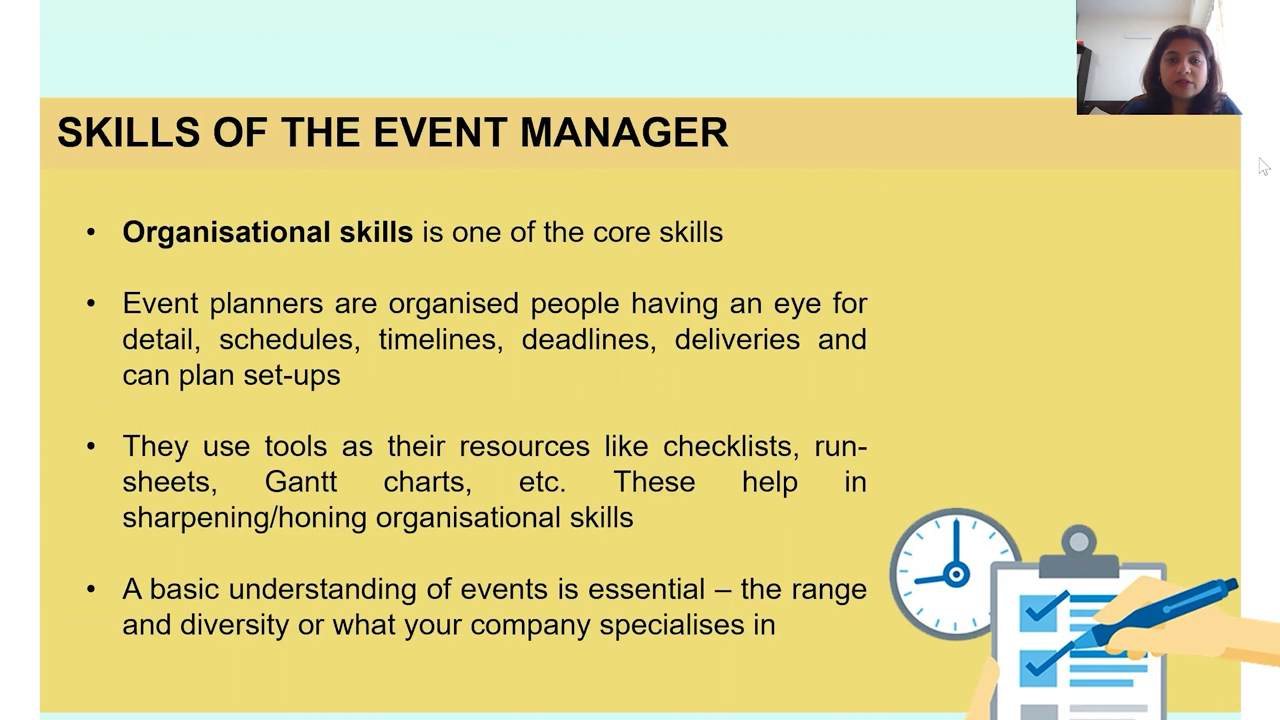 SKILLS OF THE EVENT MANAGER
• Organisational skills is one of the core skills
• Event planners are organised people having an eye for
detail, schedules, timelines, deadlines, deliveries and
can plan set-ups
• They use tools as their resources like checklists, run-
sheets, Gantt charts, etc. These help in
sharpening/honing organisational skills
• A basic understanding of events is essential – the range
and diversity or what your company specialises in